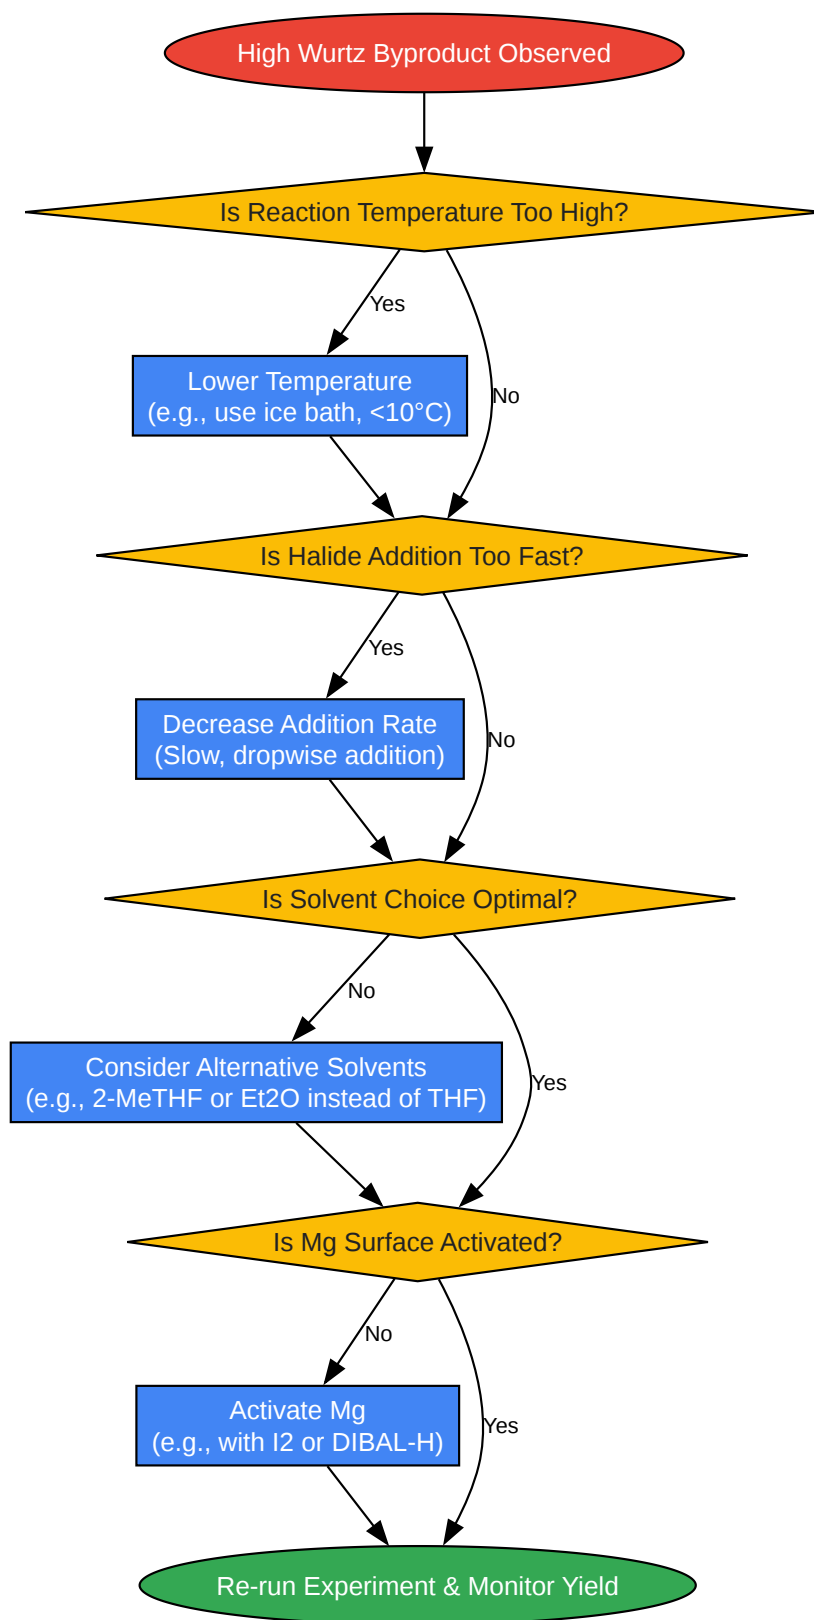 High Wurtz Byproduct Observed
Is Reaction Temperature Too High?
Yes
Lower Temperature
(e.g., use ice bath, <10°C)
No
Is Halide Addition Too Fast?
Yes
Decrease Addition Rate
(Slow, dropwise addition)
No
Is Solvent Choice Optimal?
No
Consider Alternative Solvents
(e.g., 2-MeTHF or Et2O instead of THF)
Yes
Is Mg Surface Activated?
No
Activate Mg
(e.g., with I2 or DIBAL-H)
Yes
Re-run Experiment & Monitor Yield